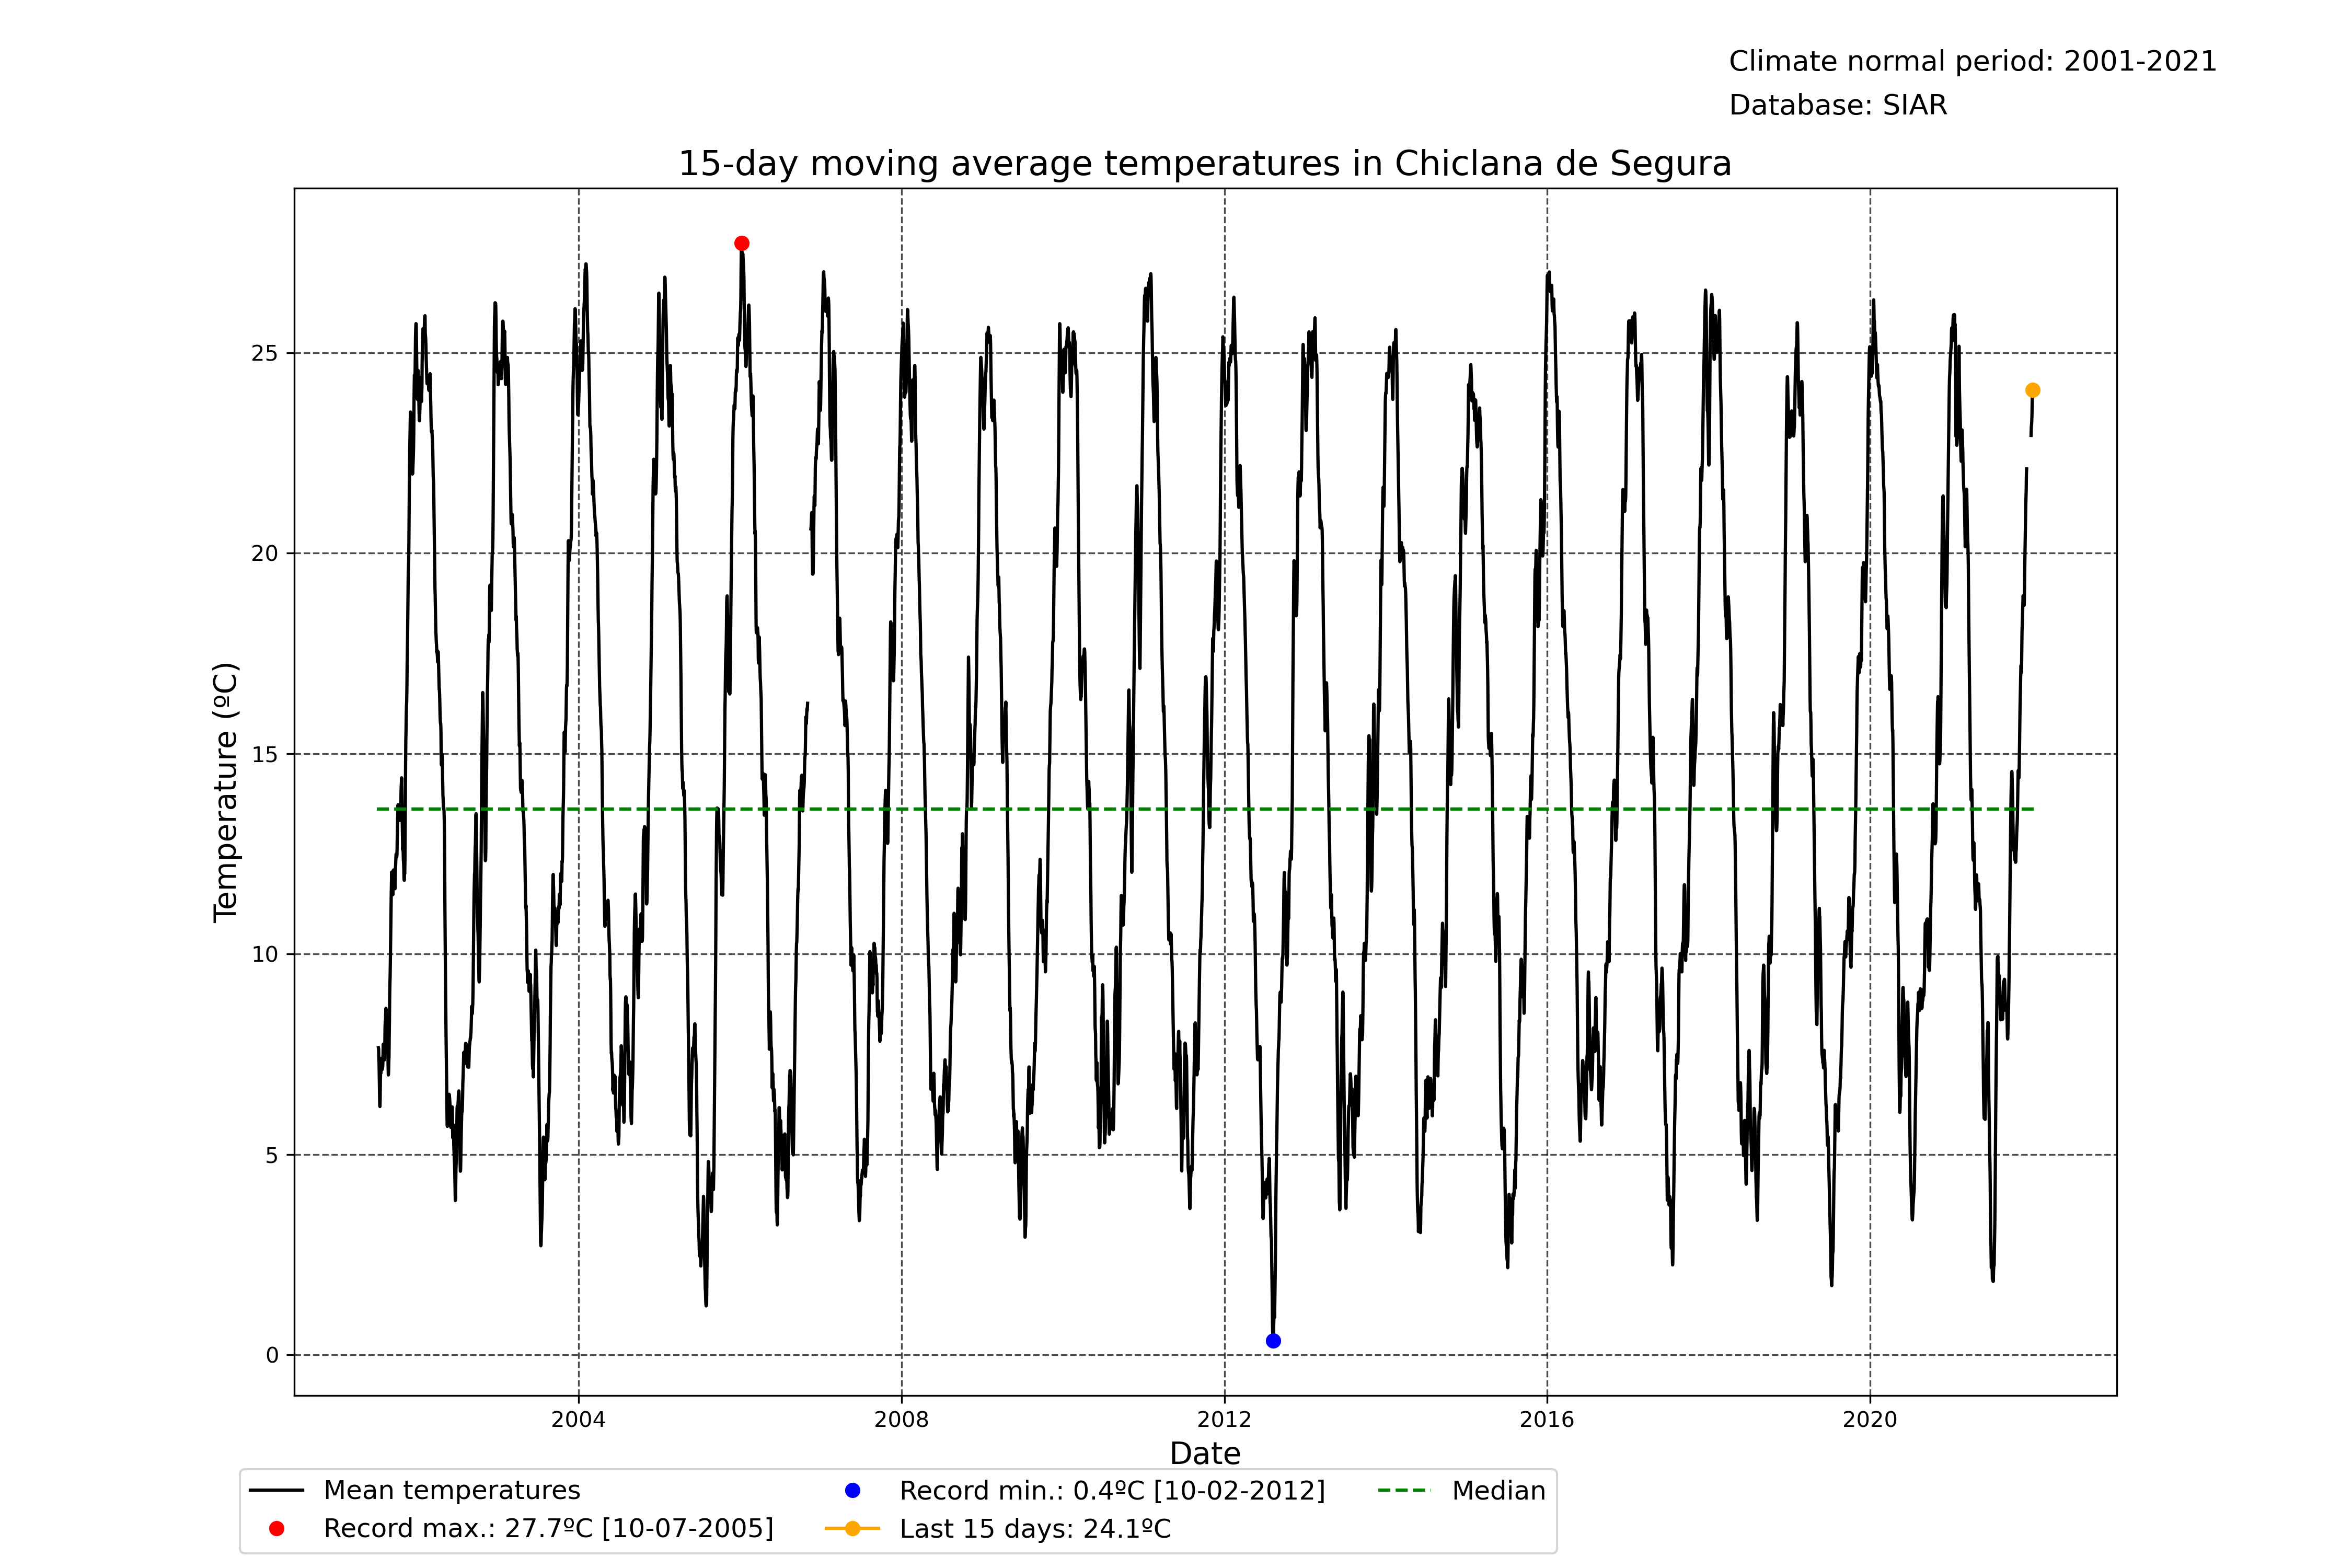 Climate normal period: 2001-2021
Database: SIAR
15-day moving average temperatures in Chiclana de Segura
25
20
15
10
5
0
Temperature (ºC)
2004 2008 2012 2016 2020
Date
Mean temperatures
Record max.: 27.7ºC [10-07-2005]
Record min.: 0.4ºC [10-02-2012]
Last 15 days: 24.1ºC
Median